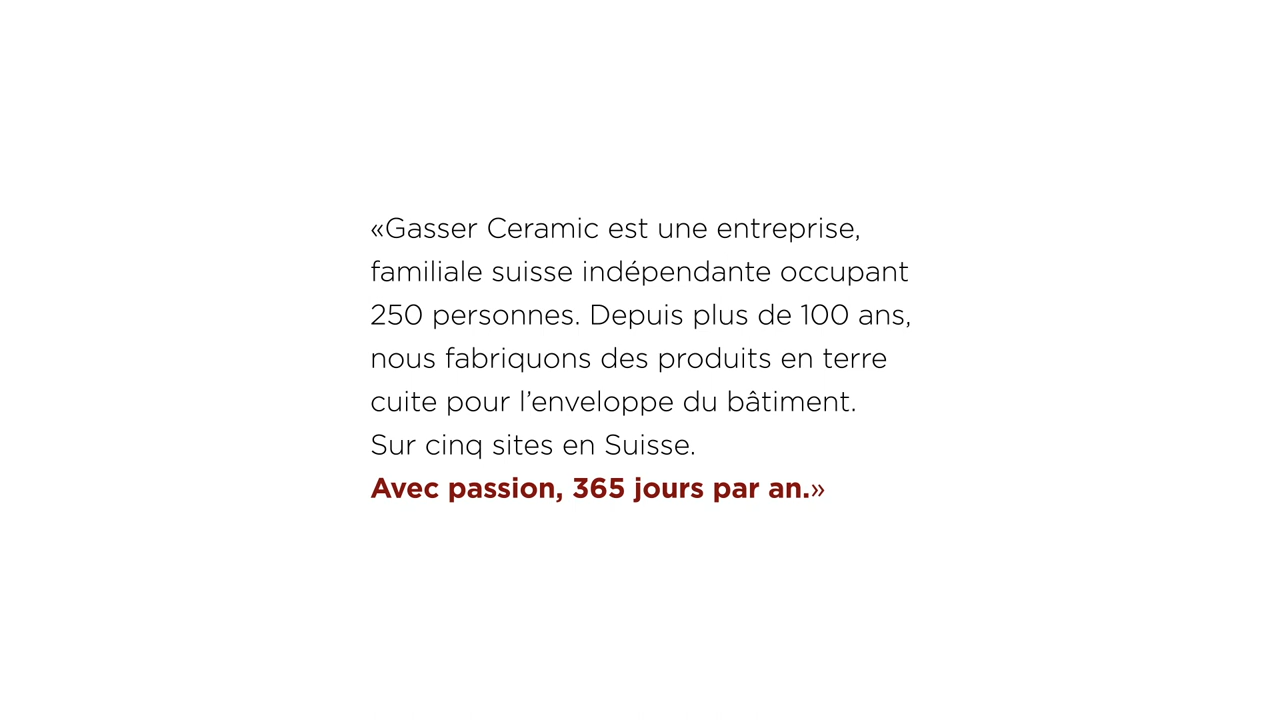 «Gasser Ceramic est une entreprise,
familiale suisse indépendante occupant
250 personnes. Depuis plus de 100 ans,
nous fabriquons des produits en terre
cuite pour l’enveloppe du bâtiment.
Sur cinq sites en Suisse.
Avec passion, 365 jours par an.»